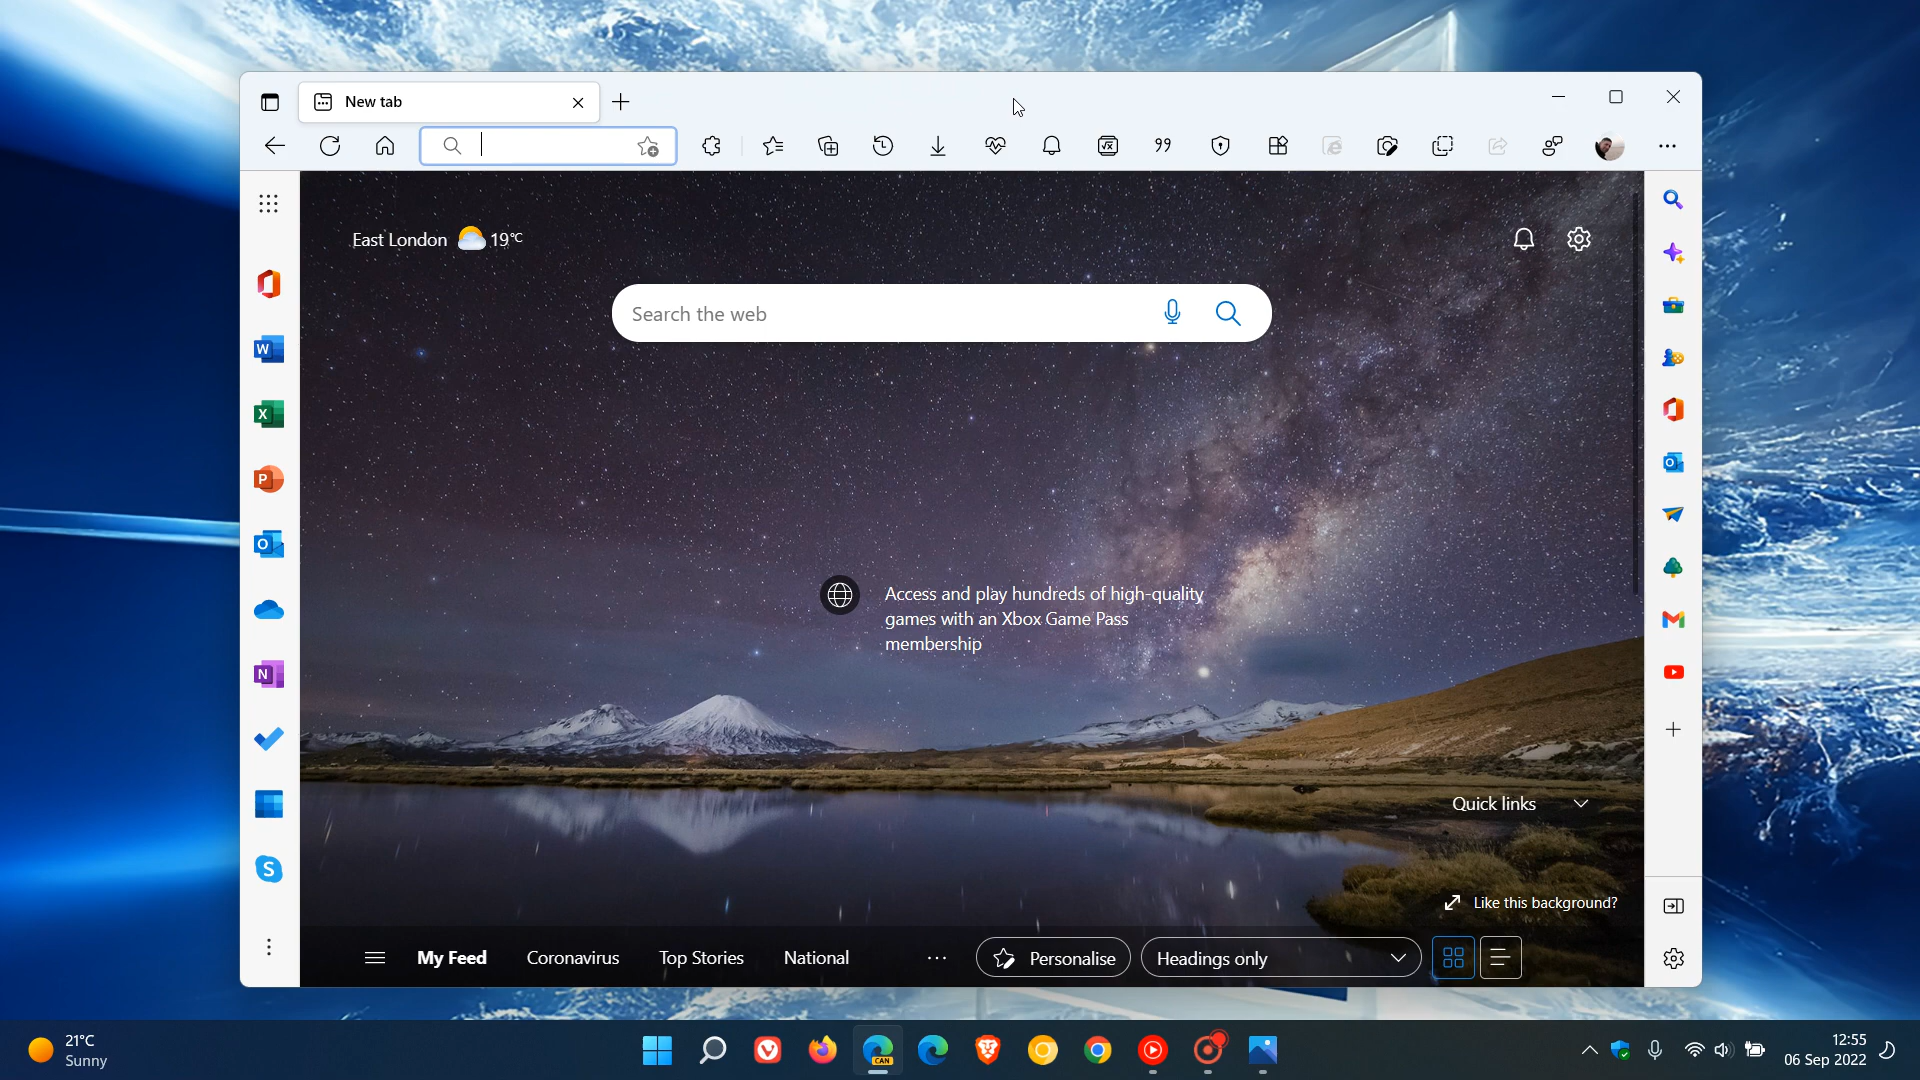 New tab
East London 19°C
Search the web
Access and play hundreds of high-quality
games with an Xbox Game Pass
membership
Quick links
Like this background?
My Feed Coronavirus Top Stories National Personalise Headings only
21°C
Sunny
CAN
12:55
06 Sep 2022